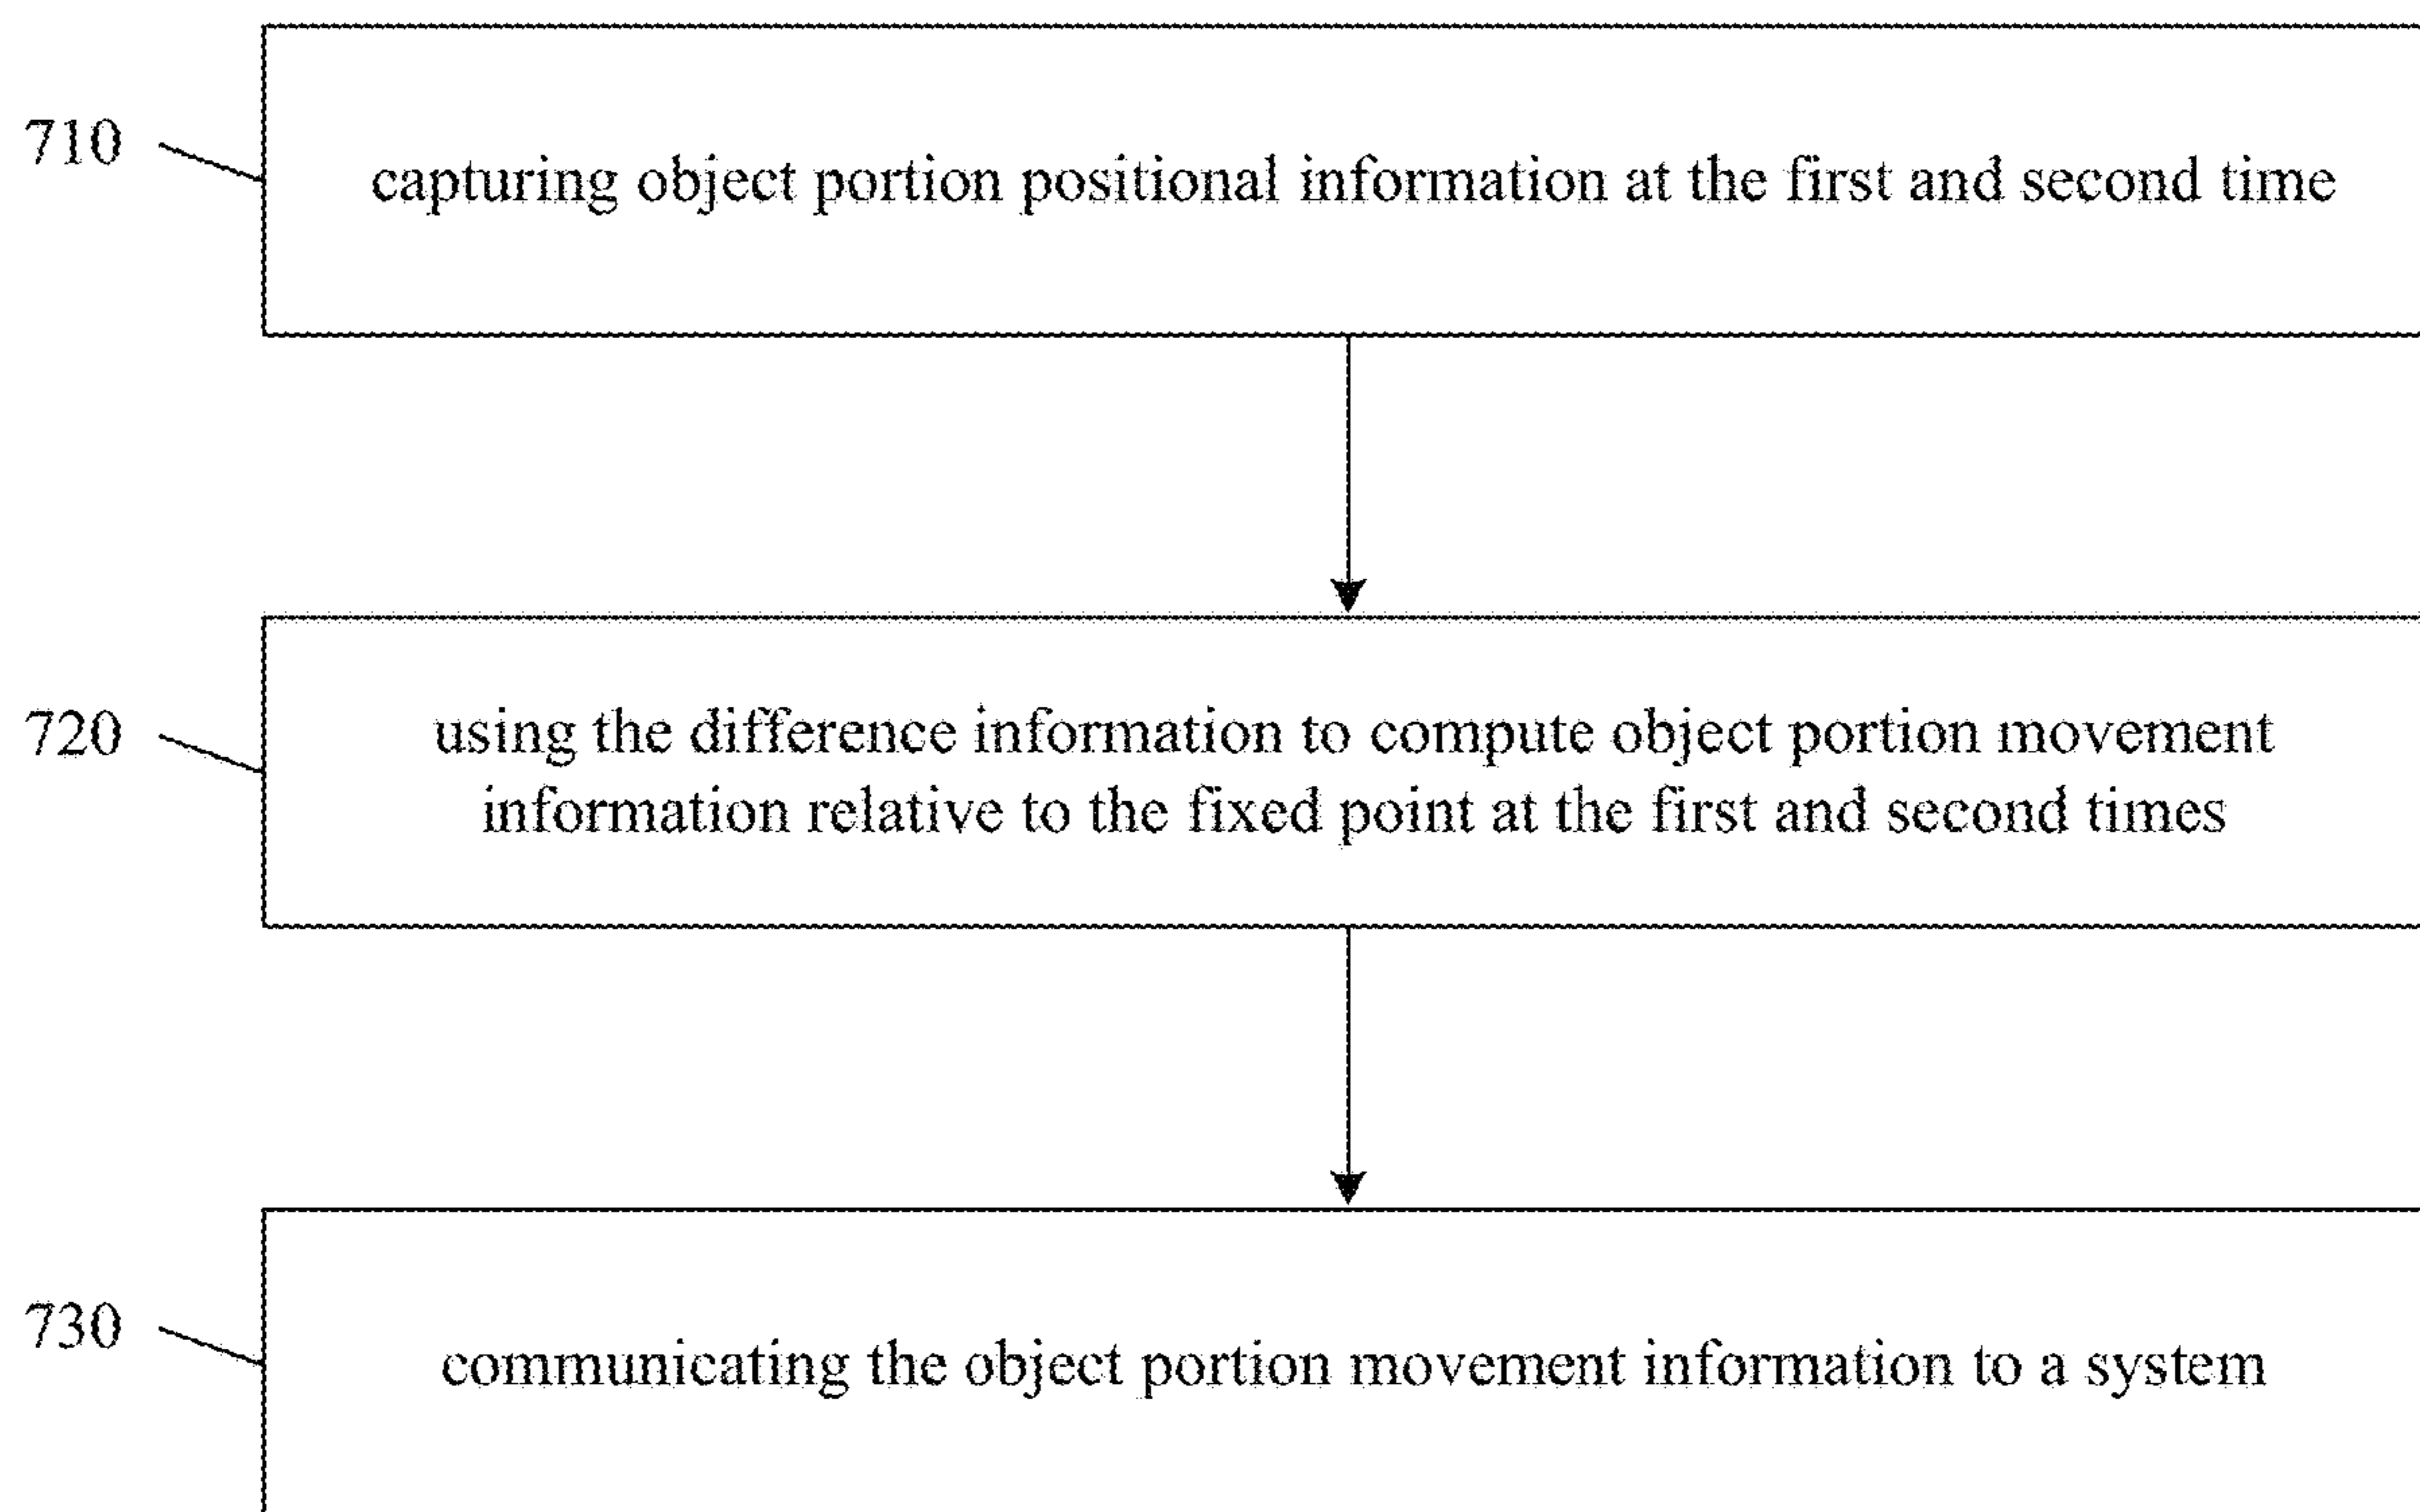 710
capturing object portion positional information at the first and second time
720
using the difference information to compute object portion movement
information relative to the fixed point at the first and second times
730
communicating the object portion movement information to a system